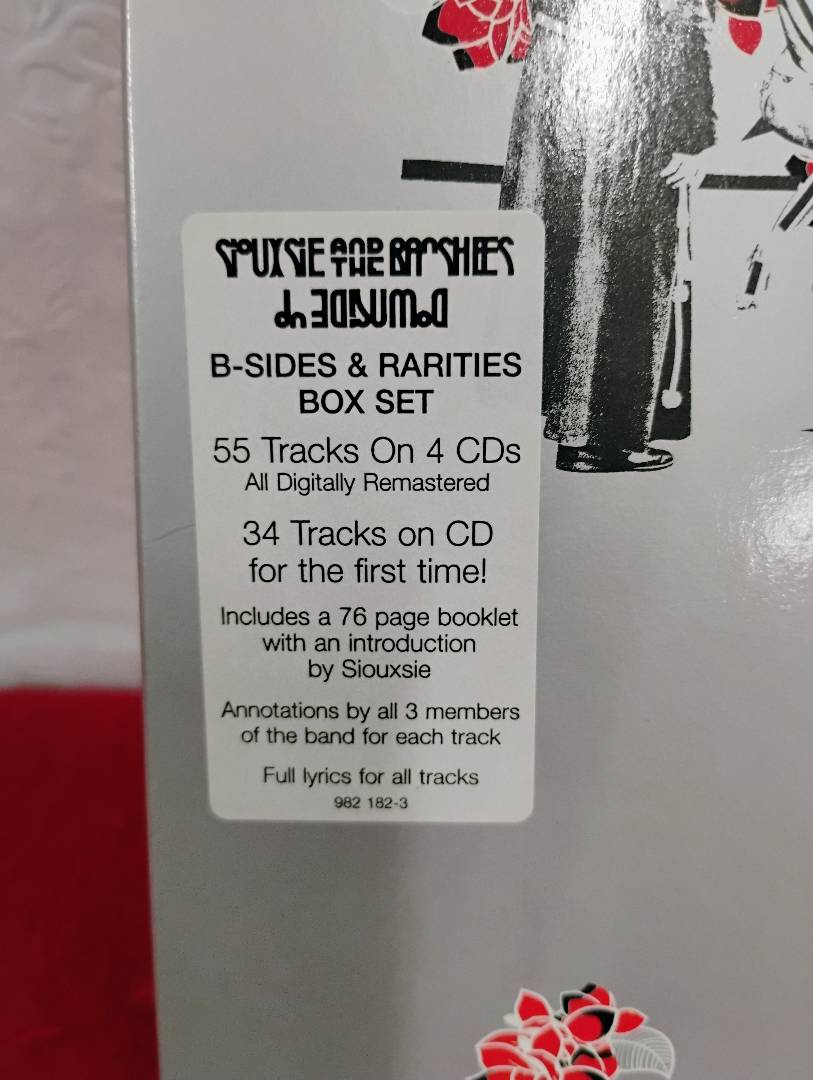 SIOUXSIE AND THE BANSHEES
DOWNSIDE UP
B-SIDES & RARITIES
BOX SET
55 Tracks On 4 CDs
All Digitally Remastered
34 Tracks on CD
for the first time!
Includes a 76 page booklet
with an introduction
by Siouxsie
Annotations by all 3 members
of the band for each track
Full lyrics for all tracks
982 182-3